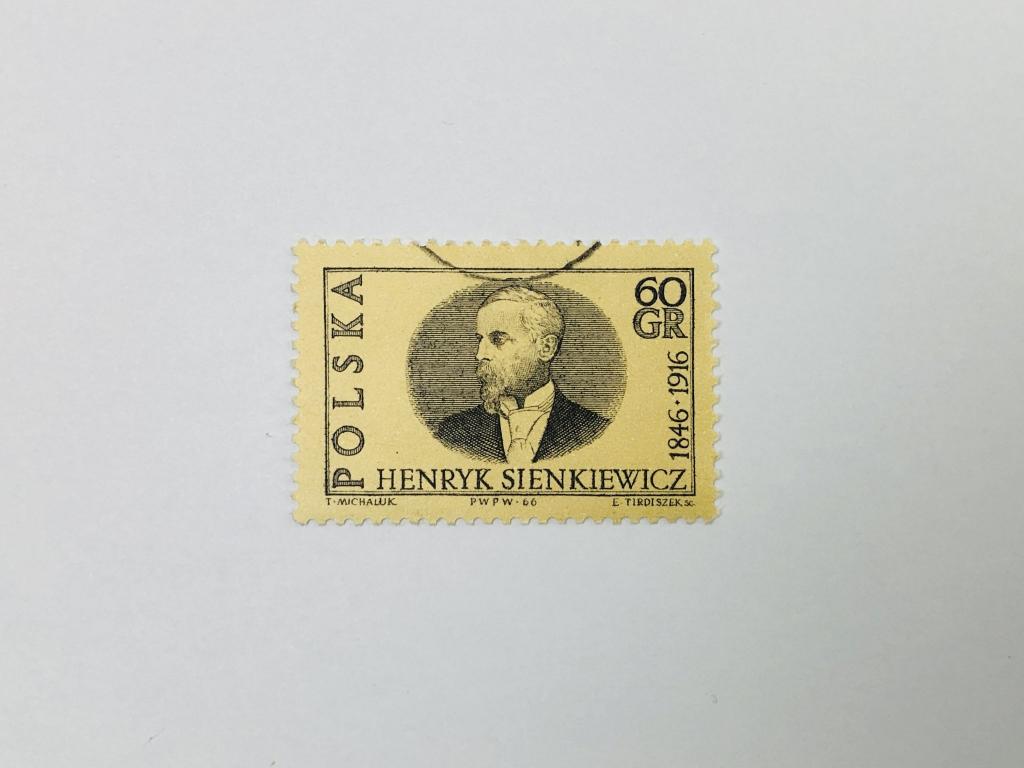 POLSKA
60
GR
1846·1916
HENRYK SIENKIEWICZ
T·MICHALUK
PWPW·66
E·TIRDISZEK sc.